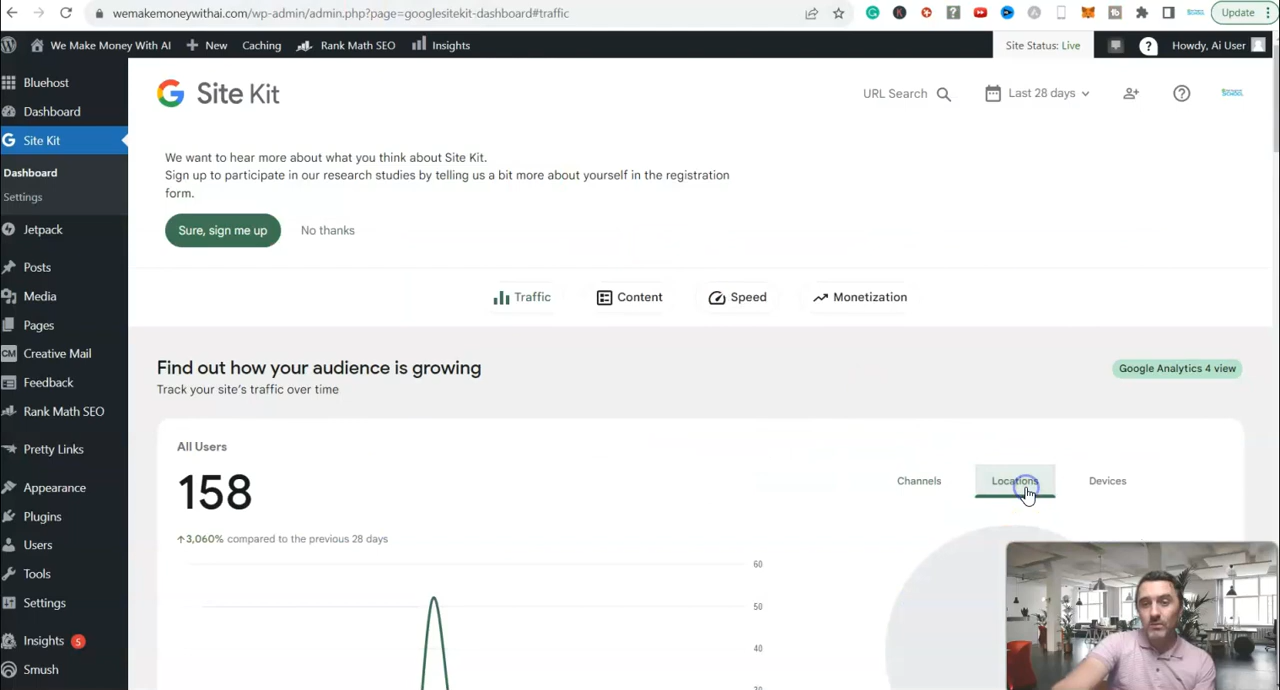 wemakemoneywithai.com/wp-admin/admin.php?page=googlesitekit-dashboard#traffic
Update
We Make Money With AI
New
Caching
Rank Math SEO
Insights
Site Status: Live
Howdy, Ai User
Bluehost
Dashboard
Site Kit
Dashboard
Settings
Jetpack
Posts
Media
Pages
Creative Mail
Feedback
Rank Math SEO
Pretty Links
Appearance
Plugins
Users
Tools
Settings
Insights 5
Smush
Site Kit
URL Search
Last 28 days
We want to hear more about what you think about Site Kit.
Sign up to participate in our research studies by telling us a bit more about yourself in the registration
form.
Sure, sign me up
No thanks
Traffic
Content
Speed
Monetization
Find out how your audience is growing
Track your site's traffic over time
Google Analytics 4 view
All Users
158
↑3,060% compared to the previous 28 days
Channels
Locations
Devices
60
50
40
30